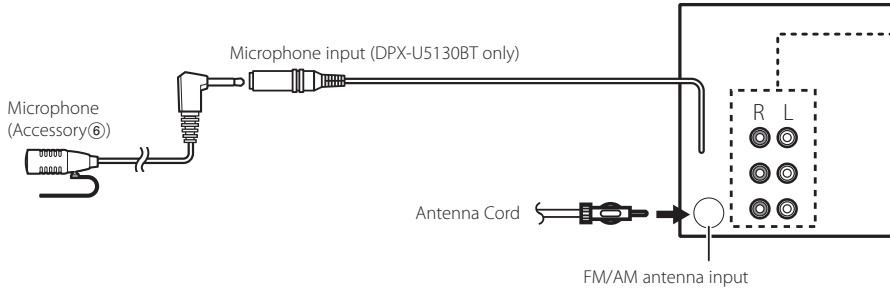 Microphone input (DPX-U5130BT only)
Microphone
(Accessory⑥)
R L
Antenna Cord
FM/AM antenna input